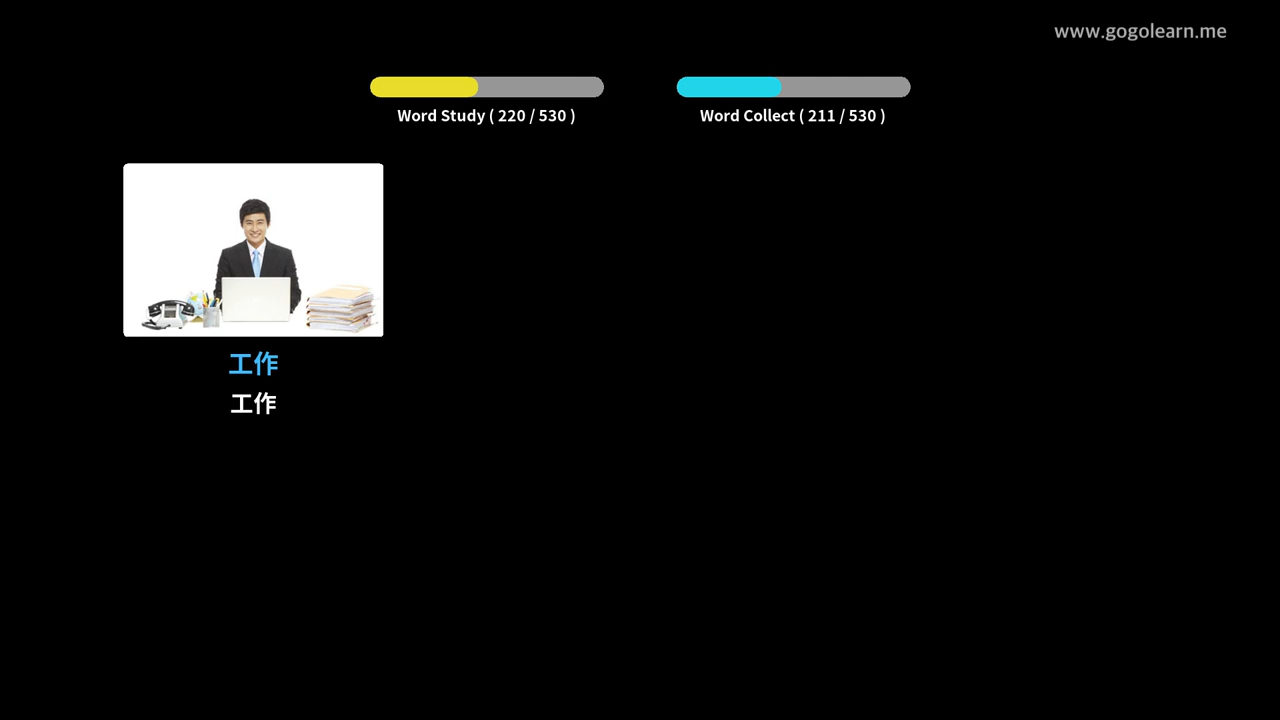 www.gogolearn.me
Word Study ( 220 / 530 )
Word Collect ( 211 / 530 )
工作
工作